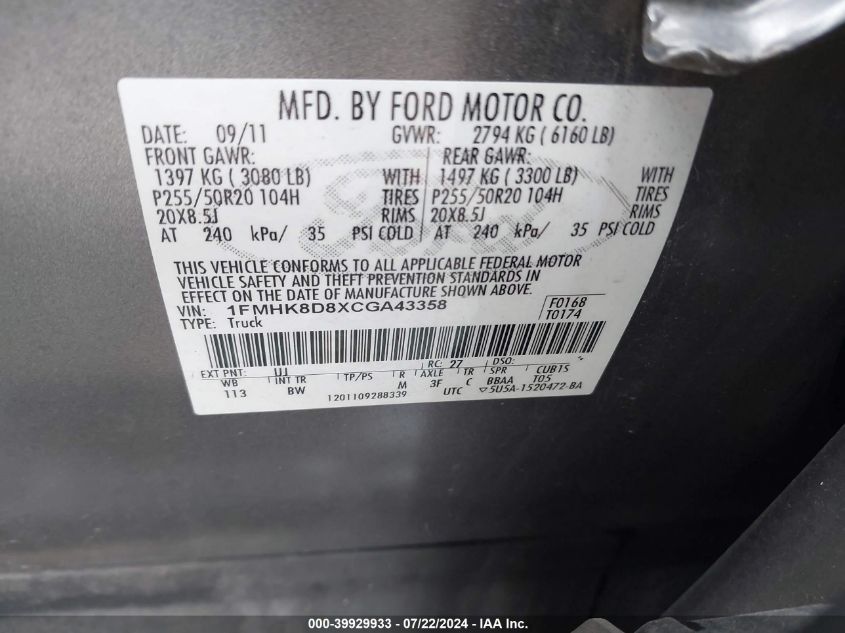 MFD. BY FORD MOTOR CO.
DATE: 09/11 GVWR: 2794 KG ( 6160 LB)
FRONT GAWR: REAR GAWR:
1397 KG ( 3080 LB) WITH 1497 KG ( 3300 LB) WITH
P255/50R20 104H TIRES P255/50R20 104H TIRES
20X8.5J RIMS 20X8.5J RIMS
AT 240 kPa/ 35 PSI COLD AT 240 kPa/ 35 PSI COLD
THIS VEHICLE CONFORMS TO ALL APPLICABLE FEDERAL MOTOR
VEHICLE SAFETY AND THEFT PREVENTION STANDARDS IN
EFFECT ON THE DATE OF MANUFACTURE SHOWN ABOVE.
VIN: 1FMHK8D8XCGA43358 F0168
TYPE: Truck T0174
EXT PNT: UJ RC: 27 DSO:
WB INT TR TP/PS R AXLE TR SPR CUB1S
113 BW M 3F C BBAA T05
1201109288339 UTC ▽5U5A-1520472-BA
000-39929933 - 07/22/2024 - IAA Inc.